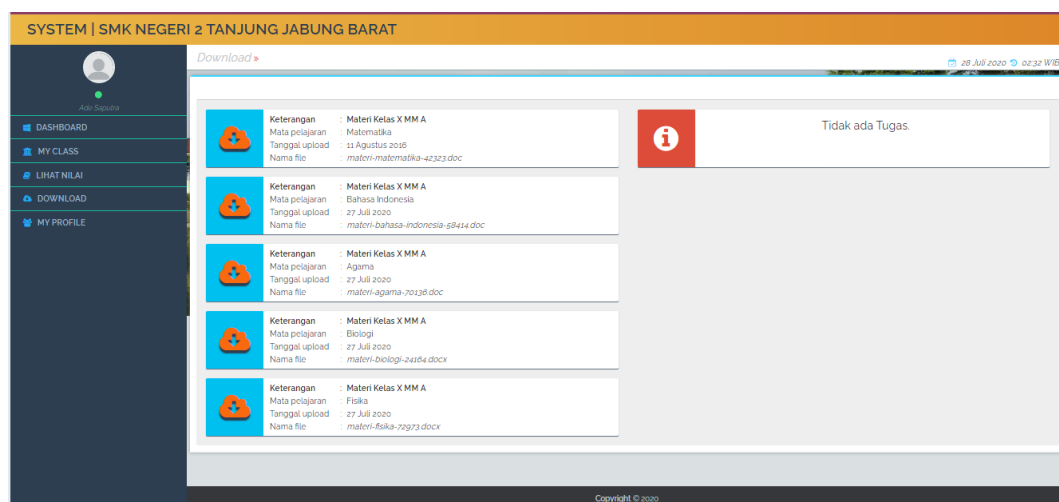 SYSTEM | SMK NEGERI 2 TANJUNG JABUNG BARAT
Download »
28 Juli 2020 02:32 WIB
Ade Saputra
DASHBOARD
MY CLASS
LIHAT NILAI
DOWNLOAD
MY PROFILE
Keterangan : Materi Kelas X MM A
Mata pelajaran : Matematika
Tanggal upload : 11 Agustus 2016
Nama file : materi-matematika-42323.doc
Keterangan : Materi Kelas X MM A
Mata pelajaran : Bahasa Indonesia
Tanggal upload : 27 Juli 2020
Nama file : materi-bahasa-indonesia-58414.doc
Keterangan : Materi Kelas X MM A
Mata pelajaran : Agama
Tanggal upload : 27 Juli 2020
Nama file : materi-agama-70136.doc
Keterangan : Materi Kelas X MM A
Mata pelajaran : Biologi
Tanggal upload : 27 Juli 2020
Nama file : materi-biologi-24164.docx
Keterangan : Materi Kelas X MM A
Mata pelajaran : Fisika
Tanggal upload : 27 Juli 2020
Nama file : materi-fisika-72973.docx
Tidak ada Tugas.
Copyright © 2020